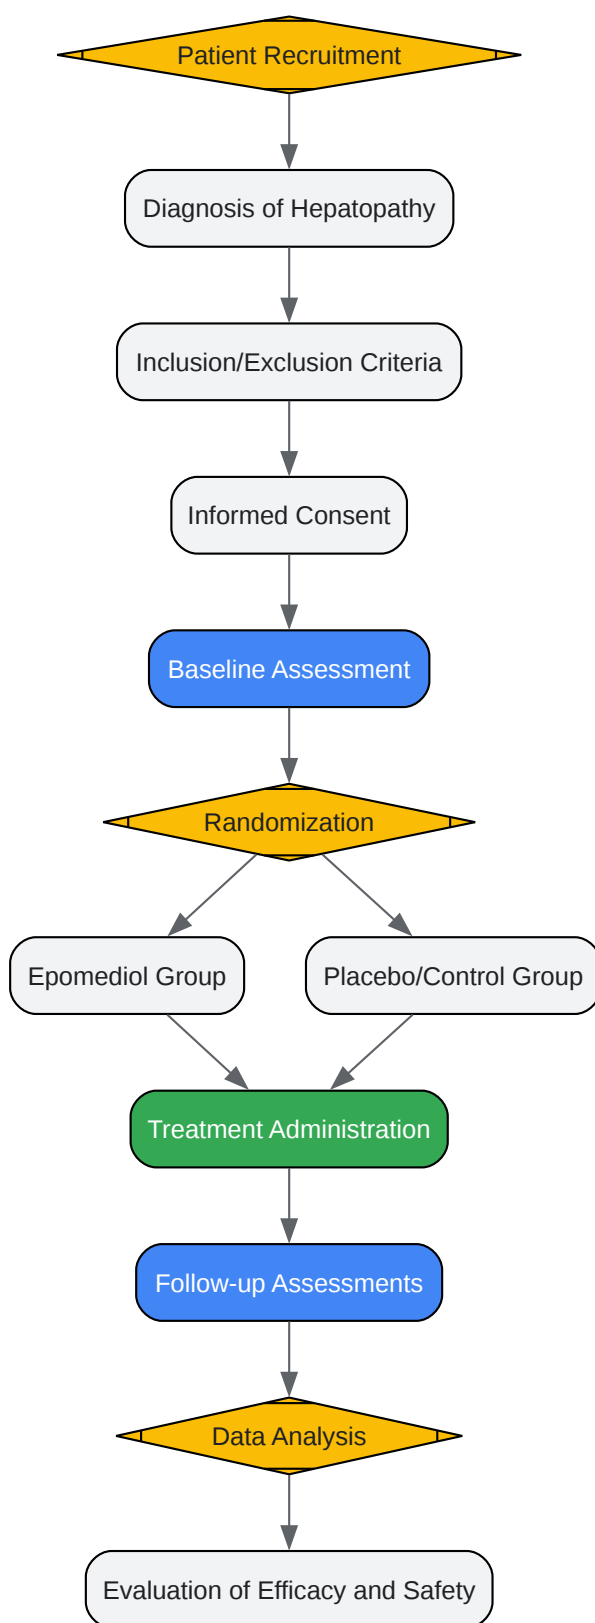 Patient Recruitment
Diagnosis of Hepatopathy
Inclusion/Exclusion Criteria
Informed Consent
Baseline Assessment
Randomization
Epomediol Group
Placebo/Control Group
Treatment Administration
Follow-up Assessments
Data Analysis
Evaluation of Efficacy and Safety